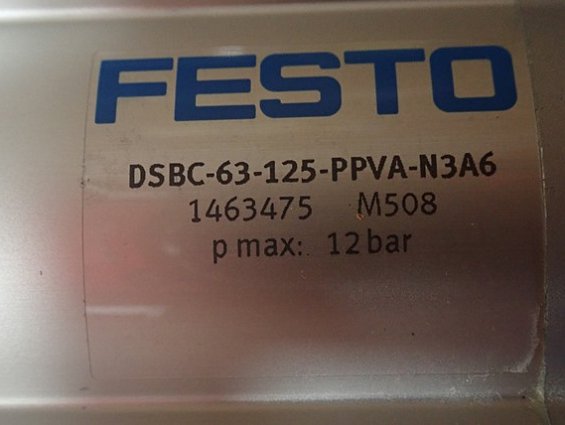 FESTO
DSBC-63-125-PPVA-N3A6
1463475 M508
p max: 12 bar